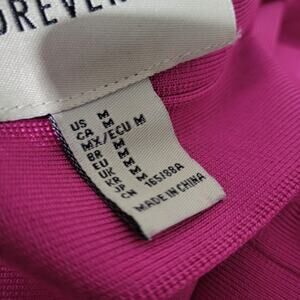 OREVER
US M
CA M
MX/ECU M
BR M
EU M
UK M
KR M
JP M
CN 165/88A
MADE IN CHINA